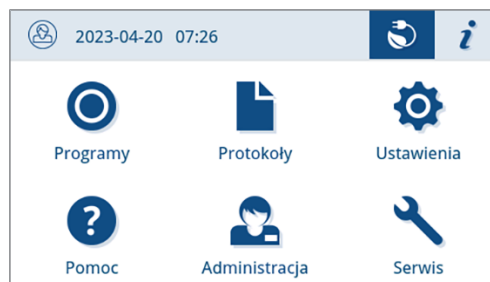 2023-04-20 07:26
i
Programy Protokoły Ustawienia
?
Pomoc Administracja Serwis